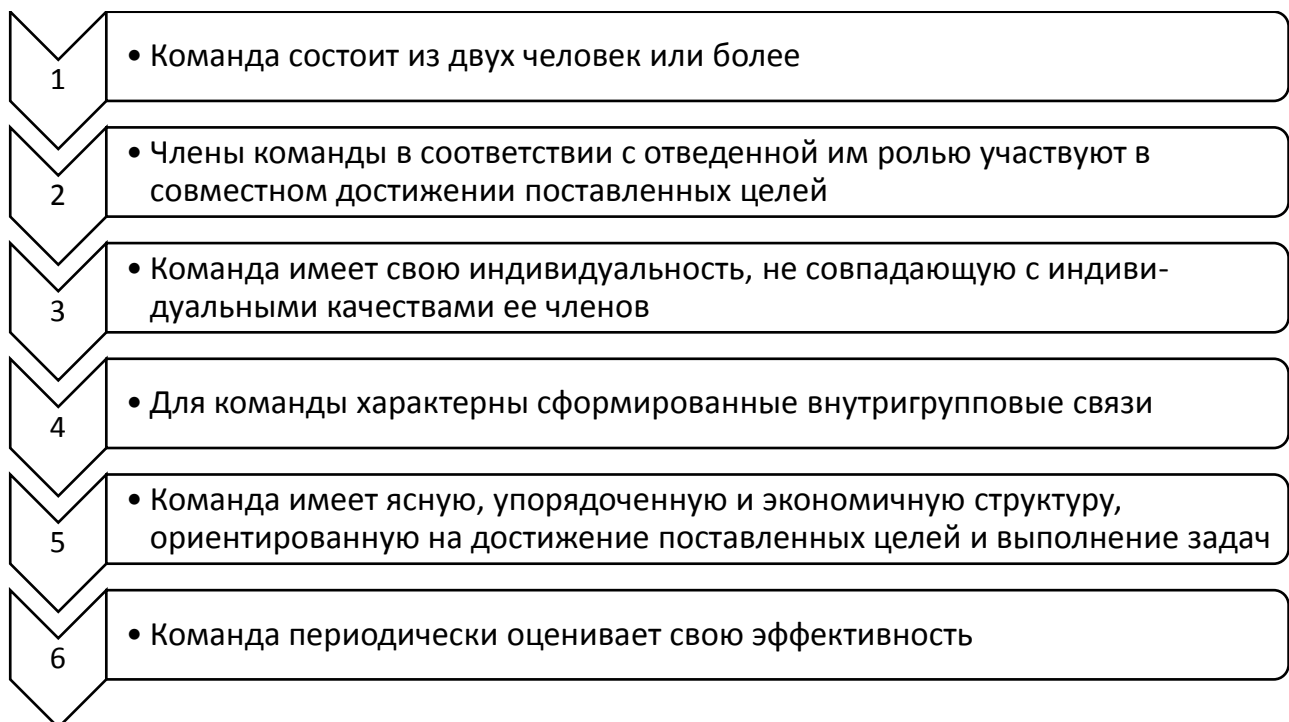 1
• Команда состоит из двух человек или более
2
• Члены команды в соответствии с отведенной им ролью участвуют в
совместном достижении поставленных целей
3
• Команда имеет свою индивидуальность, не совпадающую с индиви-
дуальными качествами ее членов
4
• Для команды характерны сформированные внутригрупповые связи
5
• Команда имеет ясную, упорядоченную и экономичную структуру,
ориентированную на достижение поставленных целей и выполнение задач
6
• Команда периодически оценивает свою эффективность